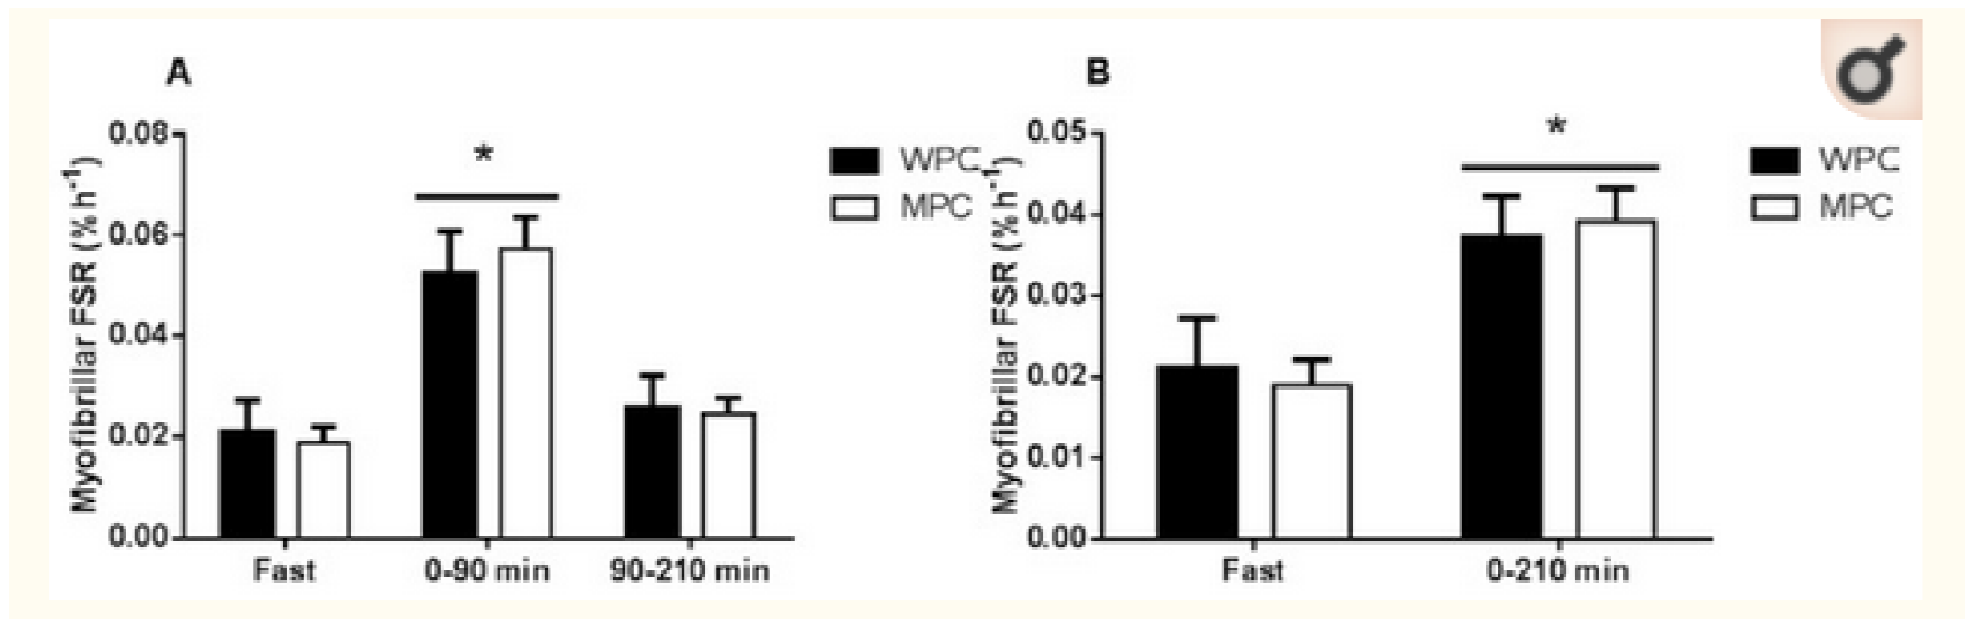 A
Myofibrillar FSR (% h-1)
0.08
0.06
0.04
0.02
0.00
*
Fast
0-90 min
90-210 min
WPC
MPC
B
Myofibrillar FSR (% h-1)
0.05
0.04
0.03
0.02
0.01
0.00
*
Fast
0-210 min
WPC
MPC